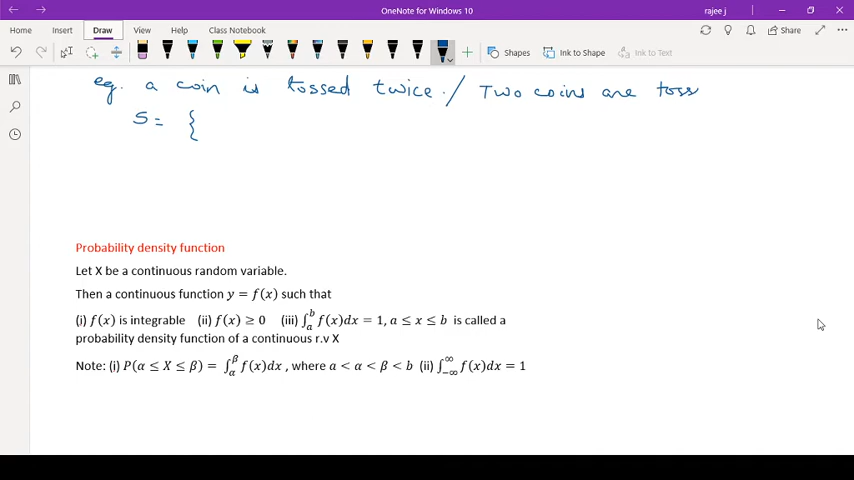 OneNote for Windows 10
rajee j
Home Insert Draw View Help Class Notebook Share
Shapes Ink to Shape Ink to Text
eg. a coin is tossed twice. / Two coins are toss
S = {
Probability density function
Let X be a continuous random variable.
Then a continuous function y = f(x) such that
(i) f(x) is integrable (ii) f(x) ≥ 0 (iii) ∫_a^b f(x)dx = 1, a ≤ x ≤ b is called a
probability density function of a continuous r.v X
Note: (i) P(α ≤ X ≤ β) = ∫_α^β f(x)dx , where a < α < β < b (ii) ∫_−∞^∞ f(x)dx = 1